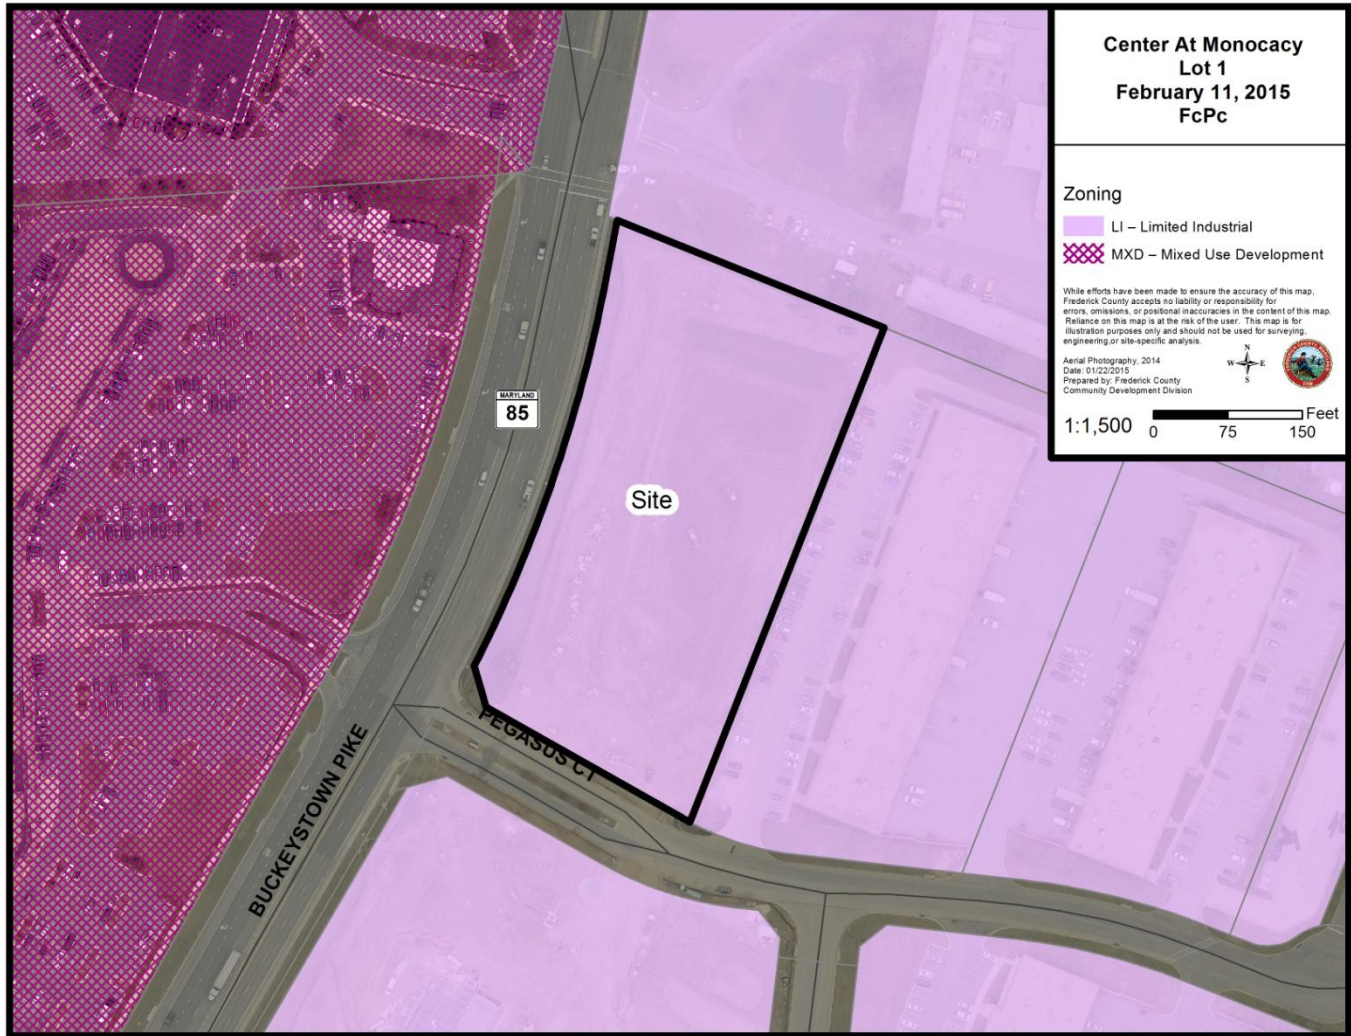 Center At Monocacy
Lot 1
February 11, 2015
FcPc
Zoning
LI – Limited Industrial
MXD – Mixed Use Development
While efforts have been made to ensure the accuracy of this map,
Frederick County accepts no liability or responsibility for
errors, omissions, or positional inaccuracies in the content of this map.
Reliance on this map is at the risk of the user. This map is for
illustration purposes only and should not be used for surveying,
engineering,or site-specific analysis.
Aerial Photography, 2014
Date: 01/22/2015
Prepared by: Frederick County
Community Development Division
N
W E
S
1:1,500
Feet
0 75 150
MARYLAND
85
Site
PEGASUS CT
BUCKEYSTOWN PIKE